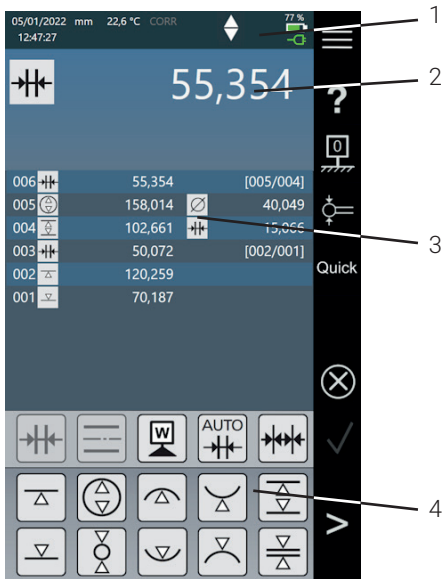 05/01/2022 mm 22,6 °C CORR 77 %
12:47:27
1
55,354
2
?
0
006 55,354 [005/004]
005 158,014 40,049
004 102,661 15,066
003 50,072 [002/001]
002 120,259
001 70,187
3
Quick
W
AUTO
4
>